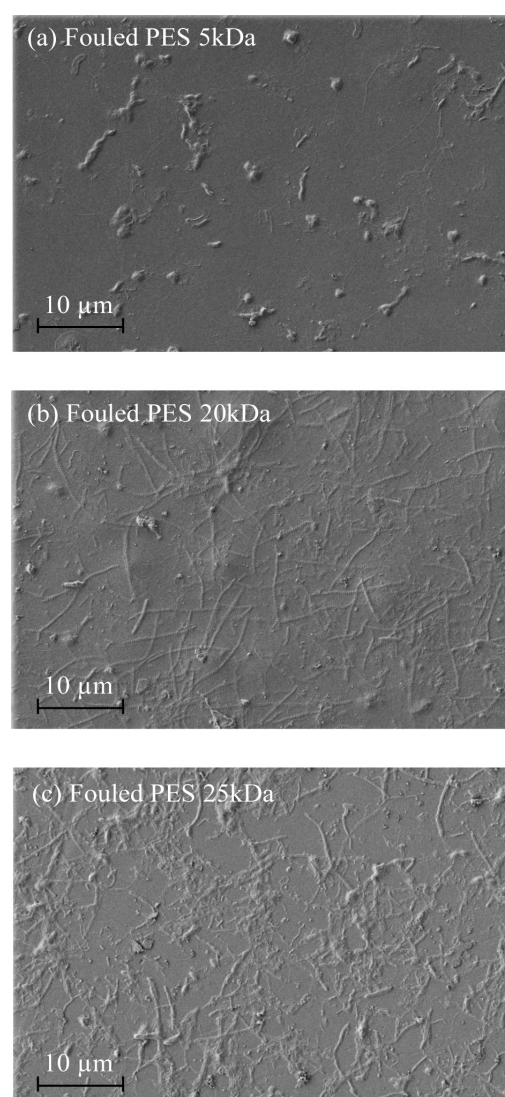 (a) Fouled PES 5kDa
10 µm
(b) Fouled PES 20kDa
10 µm
(c) Fouled PES 25kDa
10 µm